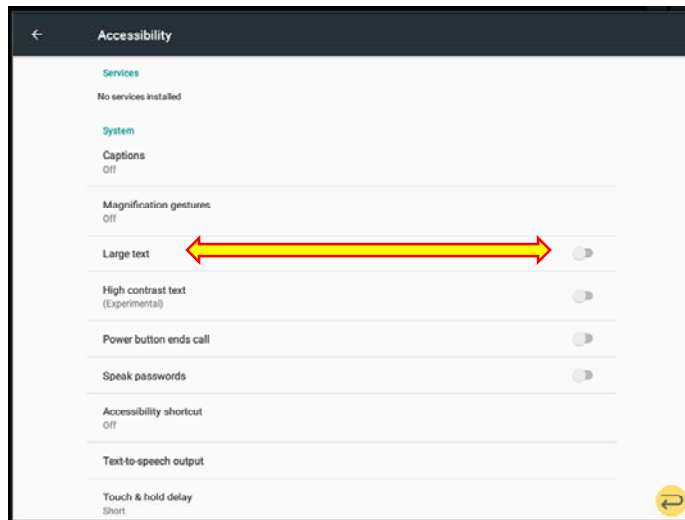 Accessibility
Services
No services installed
System
Captions
Off
Magnification gestures
Off
Large text
High contrast text
(Experimental)
Power button ends call
Speak passwords
Accessibility shortcut
Off
Text-to-speech output
Touch & hold delay
Short